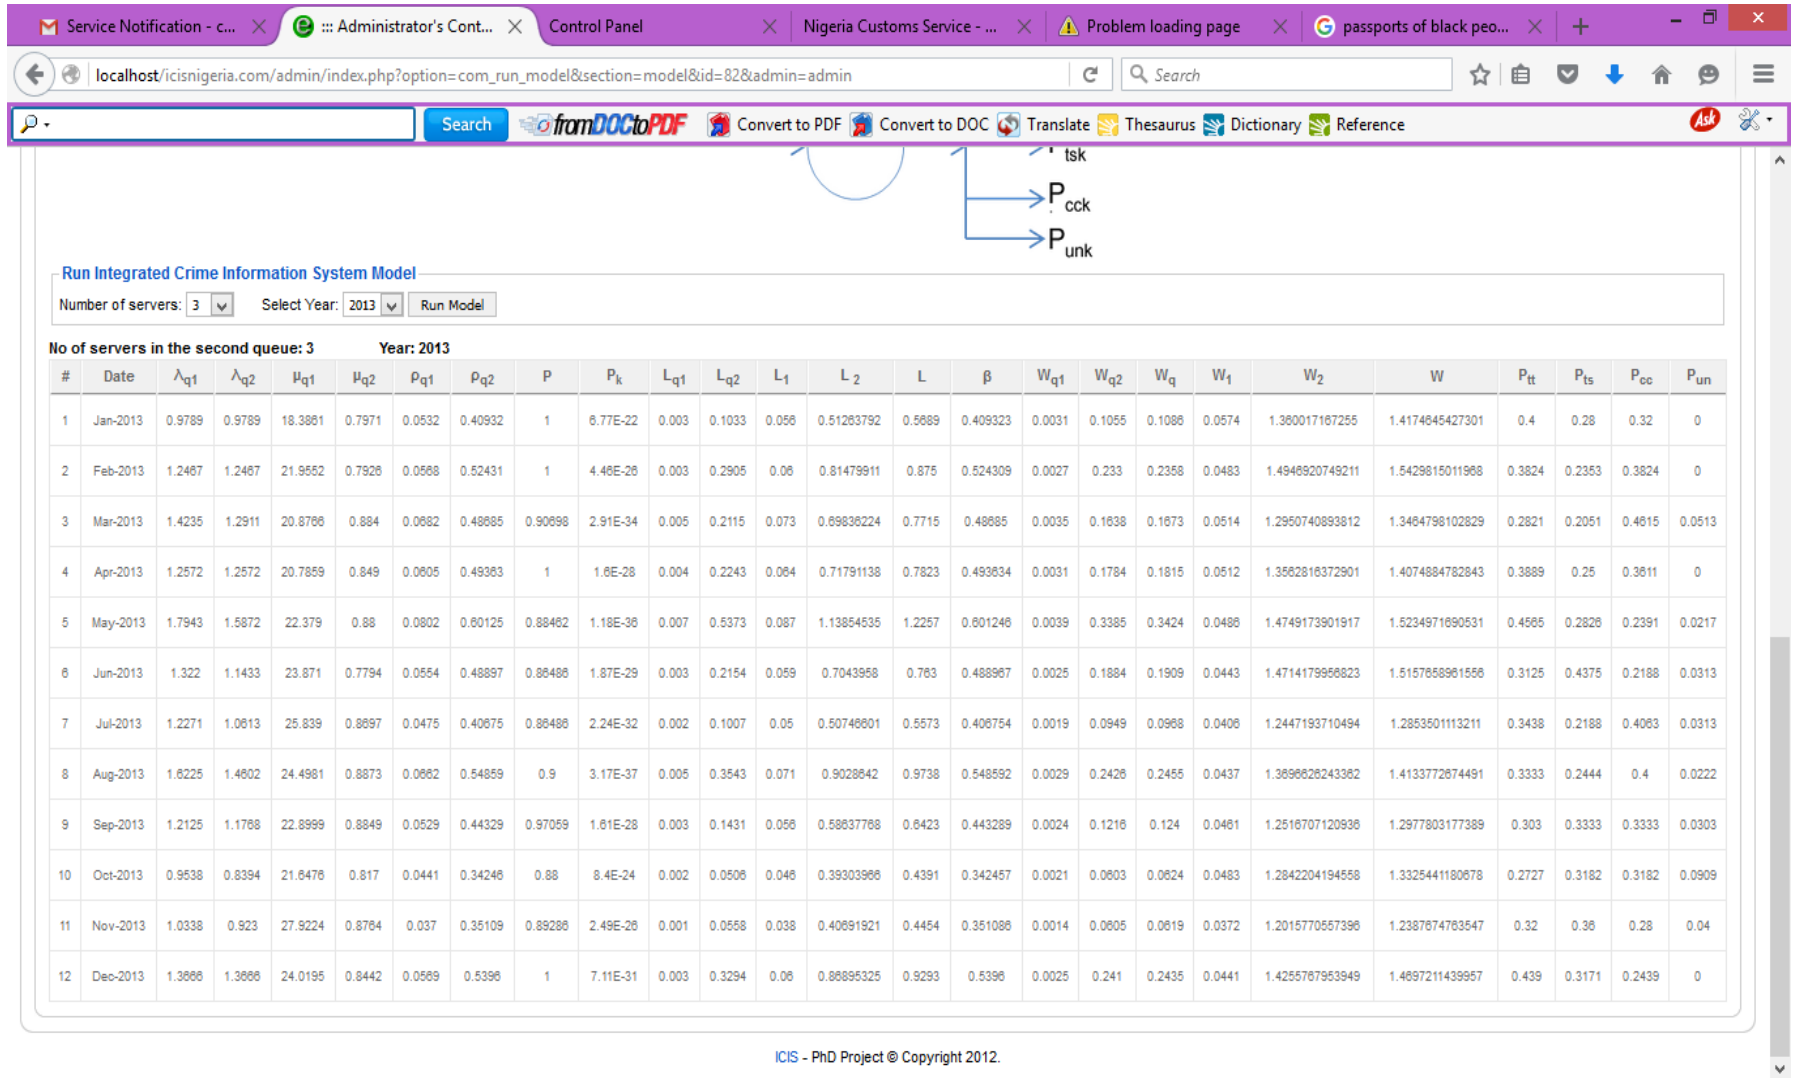 Service Notification - c... ::: Administrator's Cont... Control Panel Nigeria Customs Service - ... Problem loading page passports of black peo...
localhost/icisnigeria.com/admin/index.php?option=com_run_model&section=model&id=82&admin=admin Search
Search fromDOCtoPDF Convert to PDF Convert to DOC Translate Thesaurus Dictionary Reference Ask
tsk
P cck
P unk
Run Integrated Crime Information System Model
Number of servers: 3 Select Year: 2013 Run Model
No of servers in the second queue: 3 Year: 2013
# Date λq1 λq2 μq1 μq2 ρq1 ρq2 P Pk Lq1 Lq2 L1 L 2 L β Wq1 Wq2 Wq W1 W2 W Ptt Pts Pcc Pun
1 Jan-2013 0.9789 0.9789 18.3861 0.7971 0.0532 0.40932 1 6.77E-22 0.003 0.1033 0.056 0.51263792 0.5689 0.409323 0.0031 0.1055 0.1086 0.0574 1.360017167255 1.4174645427301 0.4 0.28 0.32 0
2 Feb-2013 1.2467 1.2467 21.9552 0.7926 0.0568 0.52431 1 4.46E-26 0.003 0.2905 0.06 0.81479911 0.875 0.524309 0.0027 0.233 0.2358 0.0483 1.4946920749211 1.5429815011968 0.3824 0.2353 0.3824 0
3 Mar-2013 1.4235 1.2911 20.8766 0.884 0.0682 0.48685 0.90698 2.91E-34 0.005 0.2115 0.073 0.69836224 0.7715 0.48685 0.0035 0.1638 0.1673 0.0514 1.2950740893812 1.3464798102829 0.2821 0.2051 0.4615 0.0513
4 Apr-2013 1.2572 1.2572 20.7859 0.849 0.0605 0.49363 1 1.6E-28 0.004 0.2243 0.064 0.71791138 0.7823 0.493634 0.0031 0.1784 0.1815 0.0512 1.3562816372901 1.4074884782843 0.3889 0.25 0.3611 0
5 May-2013 1.7943 1.5872 22.379 0.88 0.0802 0.60125 0.88462 1.18E-36 0.007 0.5373 0.087 1.13854535 1.2257 0.601246 0.0039 0.3385 0.3424 0.0486 1.4749173901917 1.5234971690531 0.4565 0.2826 0.2391 0.0217
6 Jun-2013 1.322 1.1433 23.871 0.7794 0.0554 0.48897 0.86486 1.87E-29 0.003 0.2154 0.059 0.7043958 0.763 0.488967 0.0025 0.1884 0.1909 0.0443 1.4714179956823 1.5157658961556 0.3125 0.4375 0.2188 0.0313
7 Jul-2013 1.2271 1.0613 25.839 0.8697 0.0475 0.40675 0.86486 2.24E-32 0.002 0.1007 0.05 0.50746601 0.5573 0.406754 0.0019 0.0949 0.0968 0.0406 1.2447193710494 1.2853501113211 0.3438 0.2188 0.4063 0.0313
8 Aug-2013 1.6225 1.4602 24.4981 0.8873 0.0662 0.54859 0.9 3.17E-37 0.005 0.3543 0.071 0.9028642 0.9738 0.548592 0.0029 0.2426 0.2455 0.0437 1.3696626243362 1.4133772674491 0.3333 0.2444 0.4 0.0222
9 Sep-2013 1.2125 1.1768 22.8999 0.8849 0.0529 0.44329 0.97059 1.61E-28 0.003 0.1431 0.056 0.58637768 0.6423 0.443289 0.0024 0.1216 0.124 0.0461 1.2516707120936 1.2977803177389 0.303 0.3333 0.3333 0.0303
10 Oct-2013 0.9538 0.8394 21.6476 0.817 0.0441 0.34246 0.88 8.4E-24 0.002 0.0506 0.046 0.39303966 0.4391 0.342457 0.0021 0.0603 0.0624 0.0483 1.2842204194558 1.3325441180678 0.2727 0.3182 0.3182 0.0909
11 Nov-2013 1.0338 0.923 27.9224 0.8764 0.037 0.35109 0.89286 2.49E-26 0.001 0.0558 0.038 0.40691921 0.4454 0.351086 0.0014 0.0605 0.0619 0.0372 1.2015770557396 1.2387674763547 0.32 0.36 0.28 0.04
12 Dec-2013 1.3666 1.3666 24.0195 0.8442 0.0569 0.5396 1 7.11E-31 0.003 0.3294 0.06 0.86895325 0.9293 0.5396 0.0025 0.241 0.2435 0.0441 1.4255767953949 1.4697211439957 0.439 0.3171 0.2439 0
ICIS - PhD Project © Copyright 2012.